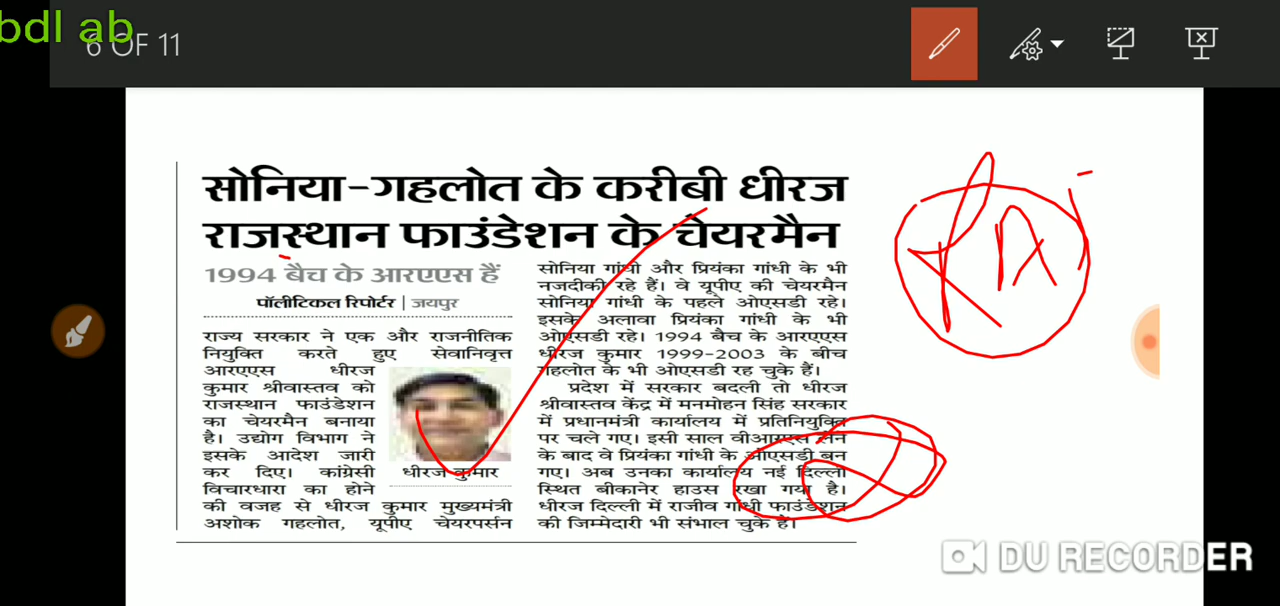 bdl ab
6 OF 11
सोनिया-गहलोत के करीबी धीरज
राजस्थान फाउंडेशन के चेयरमैन
1994 बैच के आरएएस हैं
पॉलीटिकल रिपोर्टर | जयपुर
राज्य सरकार ने एक और राजनीतिक
नियुक्ति करते हुए सेवानिवृत्त
आरएएस धीरज
कुमार श्रीवास्तव को
राजस्थान फाउंडेशन
का चेयरमैन बनाया
है। उद्योग विभाग ने
इसके आदेश जारी
कर दिए। कांग्रेसी
विचारधारा का होने
की वजह से धीरज कुमार मुख्यमंत्री
अशोक गहलोत, यूपीए चेयरपर्सन
धीरज कुमार
सोनिया गांधी और प्रियंका गांधी के भी
नजदीकी रहे हैं। वे यूपीए की चेयरमैन
सोनिया गांधी के पहले ओएसडी रहे।
इसके अलावा प्रियंका गांधी के भी
ओएसडी रहे। 1994 बैच के आरएएस
धीरज कुमार 1999-2003 के बीच
गहलोत के भी ओएसडी रह चुके हैं।
प्रदेश में सरकार बदली तो धीरज
श्रीवास्तव केंद्र में मनमोहन सिंह सरकार
में प्रधानमंत्री कार्यालय में प्रतिनियुक्ति
पर चले गए। इसी साल वीआरएस लेने
के बाद वे प्रियंका गांधी के ओएसडी बन
गए। अब उनका कार्यालय नई दिल्ली
स्थित बीकानेर हाउस रखा गया है।
धीरज दिल्ली में राजीव गांधी फाउंडेशन
की जिम्मेदारी भी संभाल चुके हैं।
DU RECORDER